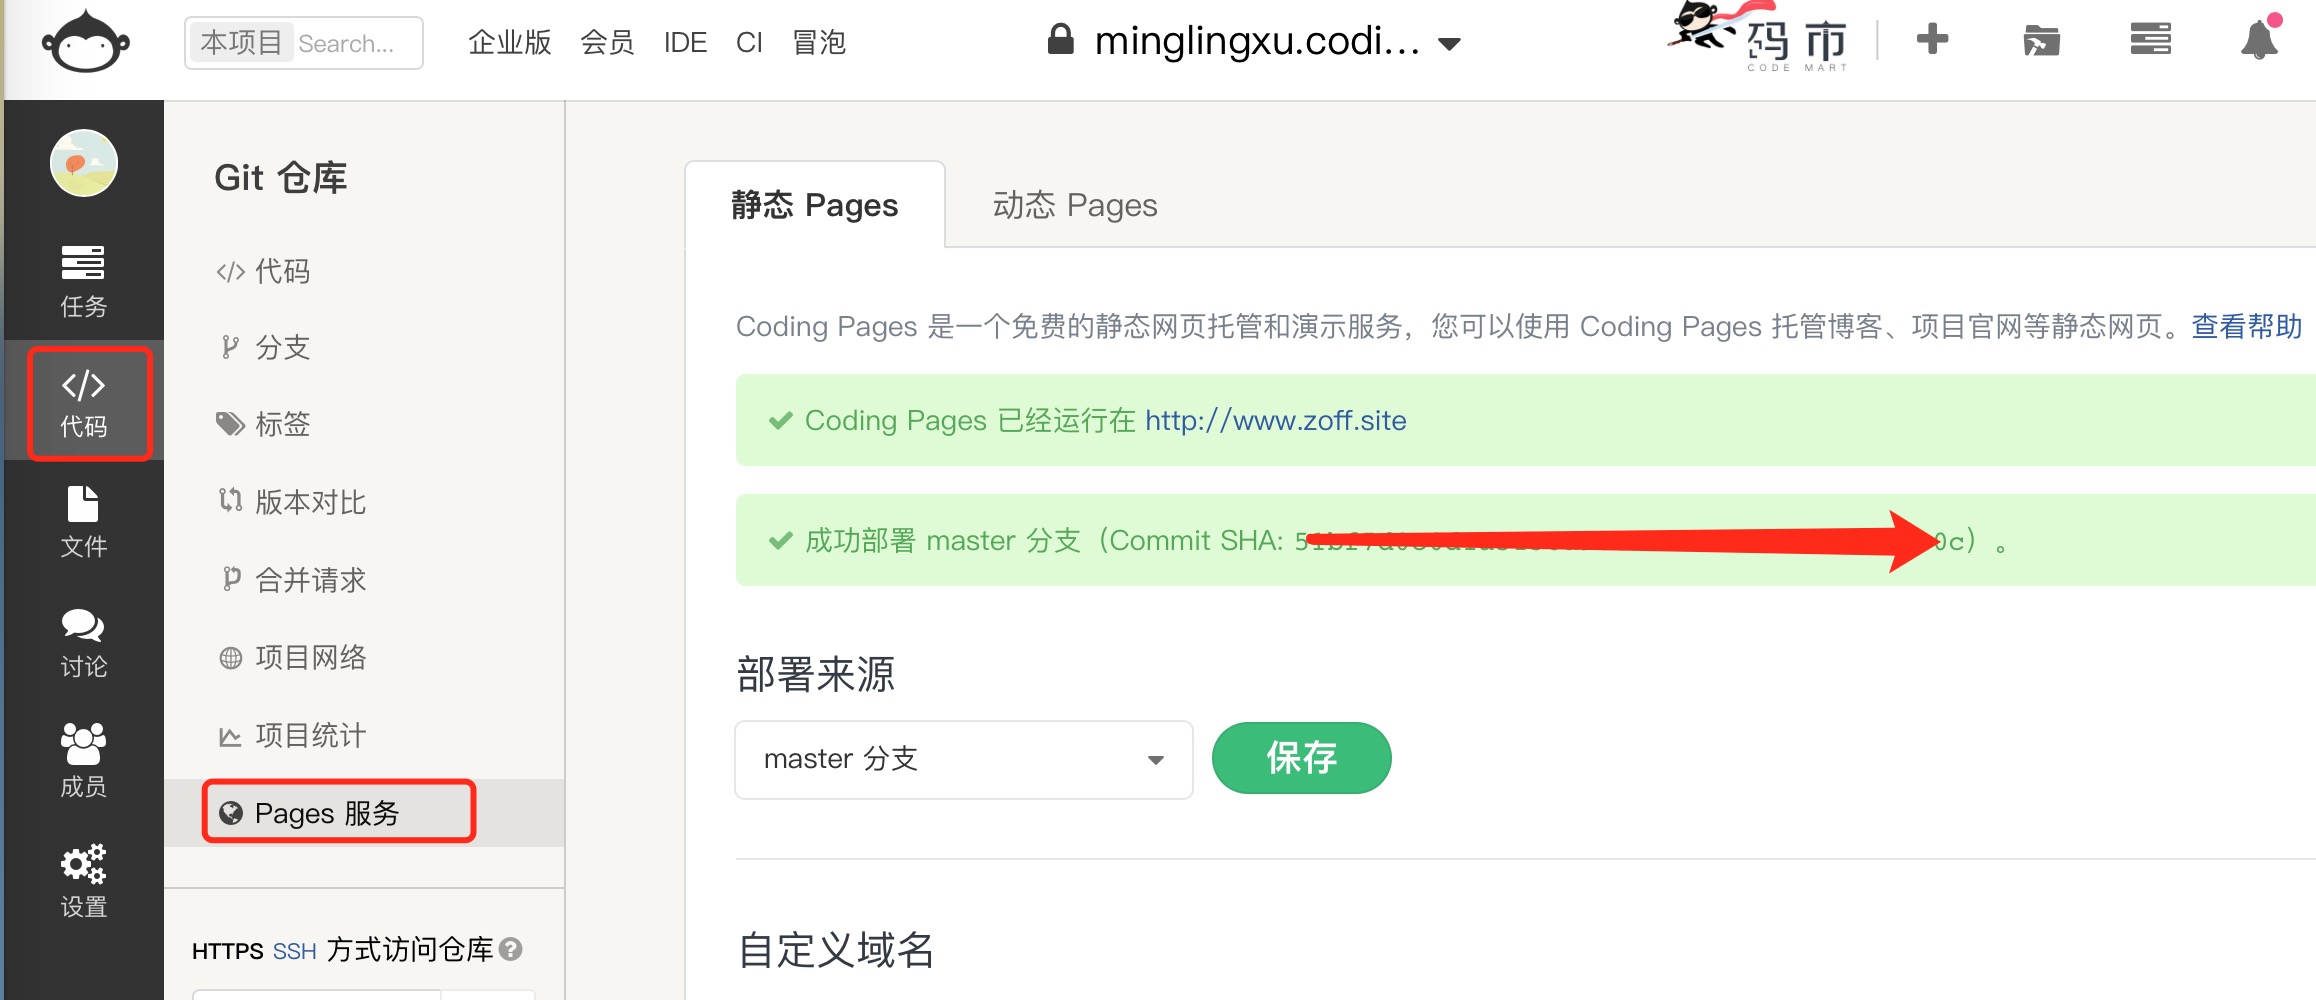 本项目 Search... 企业版 会员 IDE CI 冒泡 minglingxu.codi... 码市
CODE MART
任务
代码
文件
讨论
成员
设置
Git 仓库
代码
分支
标签
版本对比
合并请求
项目网络
项目统计
Pages 服务
HTTPS SSH 方式访问仓库
静态 Pages 动态 Pages
Coding Pages 是一个免费的静态网页托管和演示服务，您可以使用 Coding Pages 托管博客、项目官网等静态网页。查看帮助
Coding Pages 已经运行在 http://www.zoff.site
成功部署 master 分支（Commit SHA: 0c）。
部署来源
master 分支 保存
自定义域名